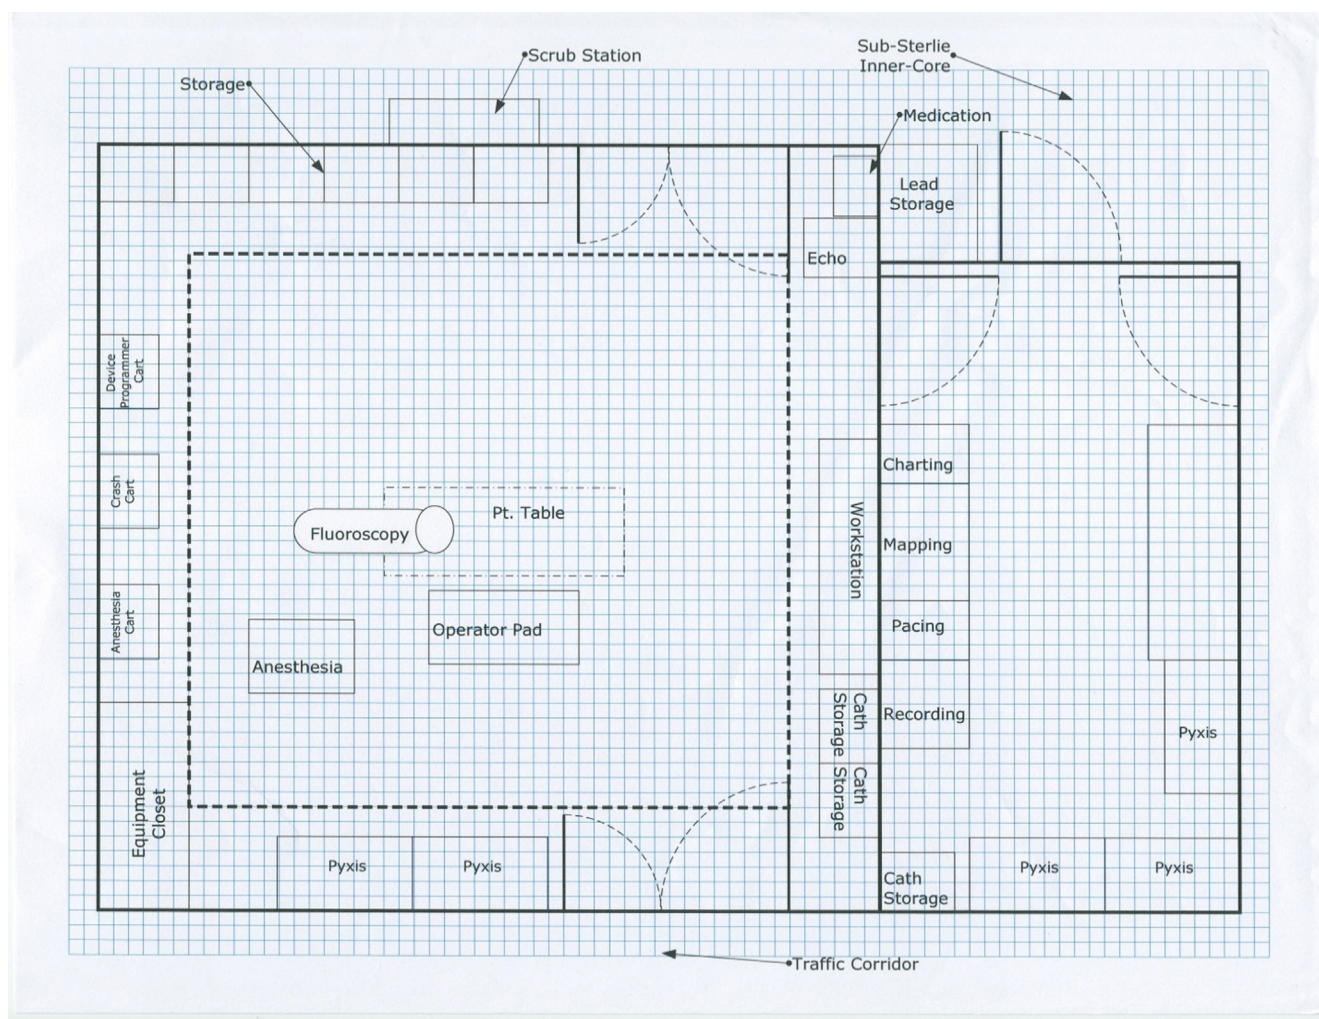 Scrub Station
Sub-Sterlie
Inner-Core
Storage
Medication
Lead
Storage
Echo
Device
Programmer
Cart
Charting
Crash
Cart
Pt. Table
Fluoroscopy
Workstation
Mapping
Anesthesia
Cart
Operator Pad
Pacing
Anesthesia
Cath
Storage
Recording
Pyxis
Equipment
Closet
Cath
Storage
Pyxis
Pyxis
Cath
Storage
Pyxis
Pyxis
Traffic Corridor